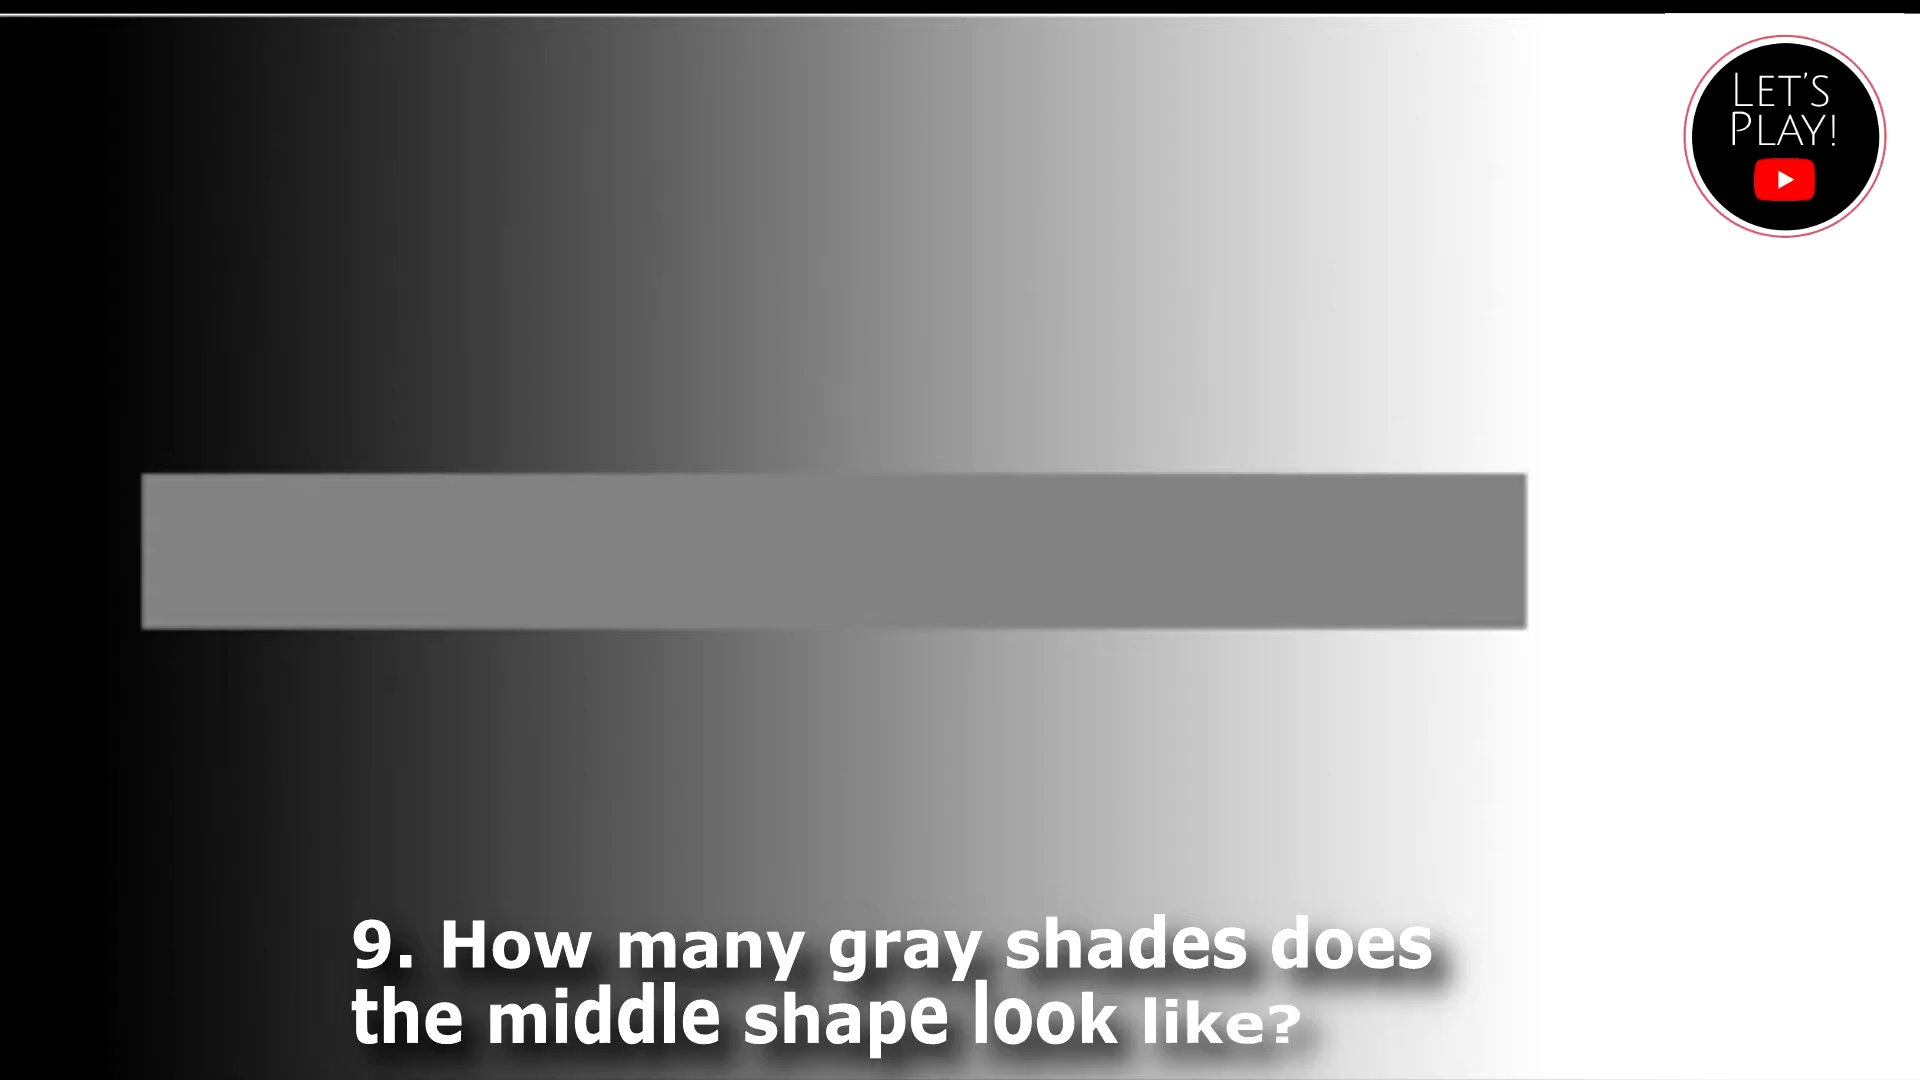 LET'S
PLAY!
9. How many gray shades does
the middle shape look like?